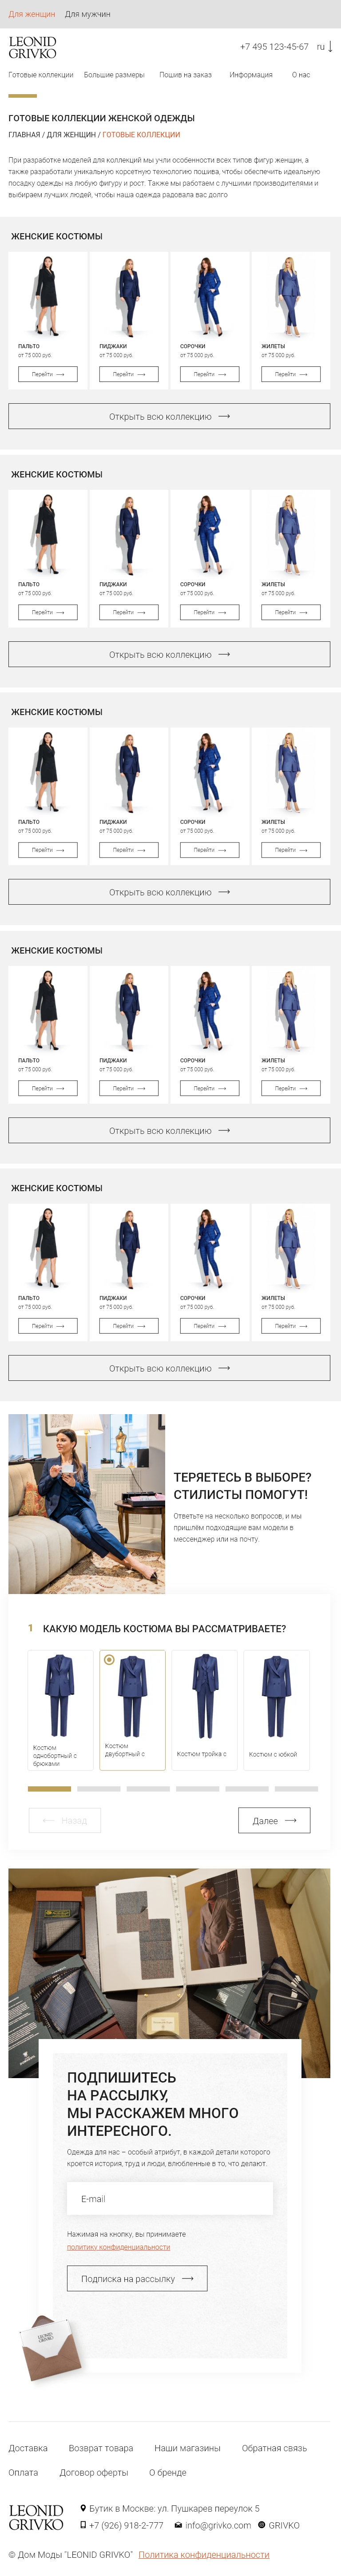 Для женщин Для мужчин
LEONID
GRIVKO
+7 495 123-45-67 ru
Готовые коллекции Большие размеры Пошив на заказ Информация О нас
ГОТОВЫЕ КОЛЛЕКЦИИ ЖЕНСКОЙ ОДЕЖДЫ
ГЛАВНАЯ / ДЛЯ ЖЕНЩИН / ГОТОВЫЕ КОЛЛЕКЦИИ
При разработке моделей для коллекций мы учли особенности всех типов фигур женщин, а
также разработали уникальную корсетную технологию пошива, чтобы обеспечить идеальную
посадку одежды на любую фигуру и рост. Также мы работаем с лучшими производителями и
выбираем лучших людей, чтобы наша одежда радовала вас долго
ЖЕНСКИЕ КОСТЮМЫ
ПАЛЬТО ПИДЖАКИ СОРОЧКИ ЖИЛЕТЫ
от 75 000 руб. от 75 000 руб. от 75 000 руб. от 75 000 руб.
Перейти Перейти Перейти Перейти
Открыть всю коллекцию
ЖЕНСКИЕ КОСТЮМЫ
ПАЛЬТО ПИДЖАКИ СОРОЧКИ ЖИЛЕТЫ
от 75 000 руб. от 75 000 руб. от 75 000 руб. от 75 000 руб.
Перейти Перейти Перейти Перейти
Открыть всю коллекцию
ЖЕНСКИЕ КОСТЮМЫ
ПАЛЬТО ПИДЖАКИ СОРОЧКИ ЖИЛЕТЫ
от 75 000 руб. от 75 000 руб. от 75 000 руб. от 75 000 руб.
Перейти Перейти Перейти Перейти
Открыть всю коллекцию
ЖЕНСКИЕ КОСТЮМЫ
ПАЛЬТО ПИДЖАКИ СОРОЧКИ ЖИЛЕТЫ
от 75 000 руб. от 75 000 руб. от 75 000 руб. от 75 000 руб.
Перейти Перейти Перейти Перейти
Открыть всю коллекцию
ЖЕНСКИЕ КОСТЮМЫ
ПАЛЬТО ПИДЖАКИ СОРОЧКИ ЖИЛЕТЫ
от 75 000 руб. от 75 000 руб. от 75 000 руб. от 75 000 руб.
Перейти Перейти Перейти Перейти
Открыть всю коллекцию
ТЕРЯЕТЕСЬ В ВЫБОРЕ?
СТИЛИСТЫ ПОМОГУТ!
Ответьте на несколько вопросов, и мы
пришлём подходящие вам модели в
мессенджер или на почту.
1 КАКУЮ МОДЕЛЬ КОСТЮМА ВЫ РАССМАТРИВАЕТЕ?
Костюм
однобортный с
брюками
Костюм
двубортный с
Костюм тройка с
Костюм с юбкой
Назад Далее
ПОДПИШИТЕСЬ
НА РАССЫЛКУ,
МЫ РАССКАЖЕМ МНОГО
ИНТЕРЕСНОГО.
Одежда для нас – особый атрибут, в каждой детали которого
кроется история, труд и люди, влюбленные в то, что делают.
E-mail
Нажимая на кнопку, вы принимаете
политику конфиденциальности
Подписка на рассылку
LEONID
GRIVKO
Доставка Возврат товара Наши магазины Обратная связь
Оплата Договор оферты О бренде
LEONID
GRIVKO
Бутик в Москве: ул. Пушкарев переулок 5
+7 (926) 918-2-777 info@grivko.com GRIVKO
© Дом Моды "LEONID GRIVKO" Политика конфиденциальности